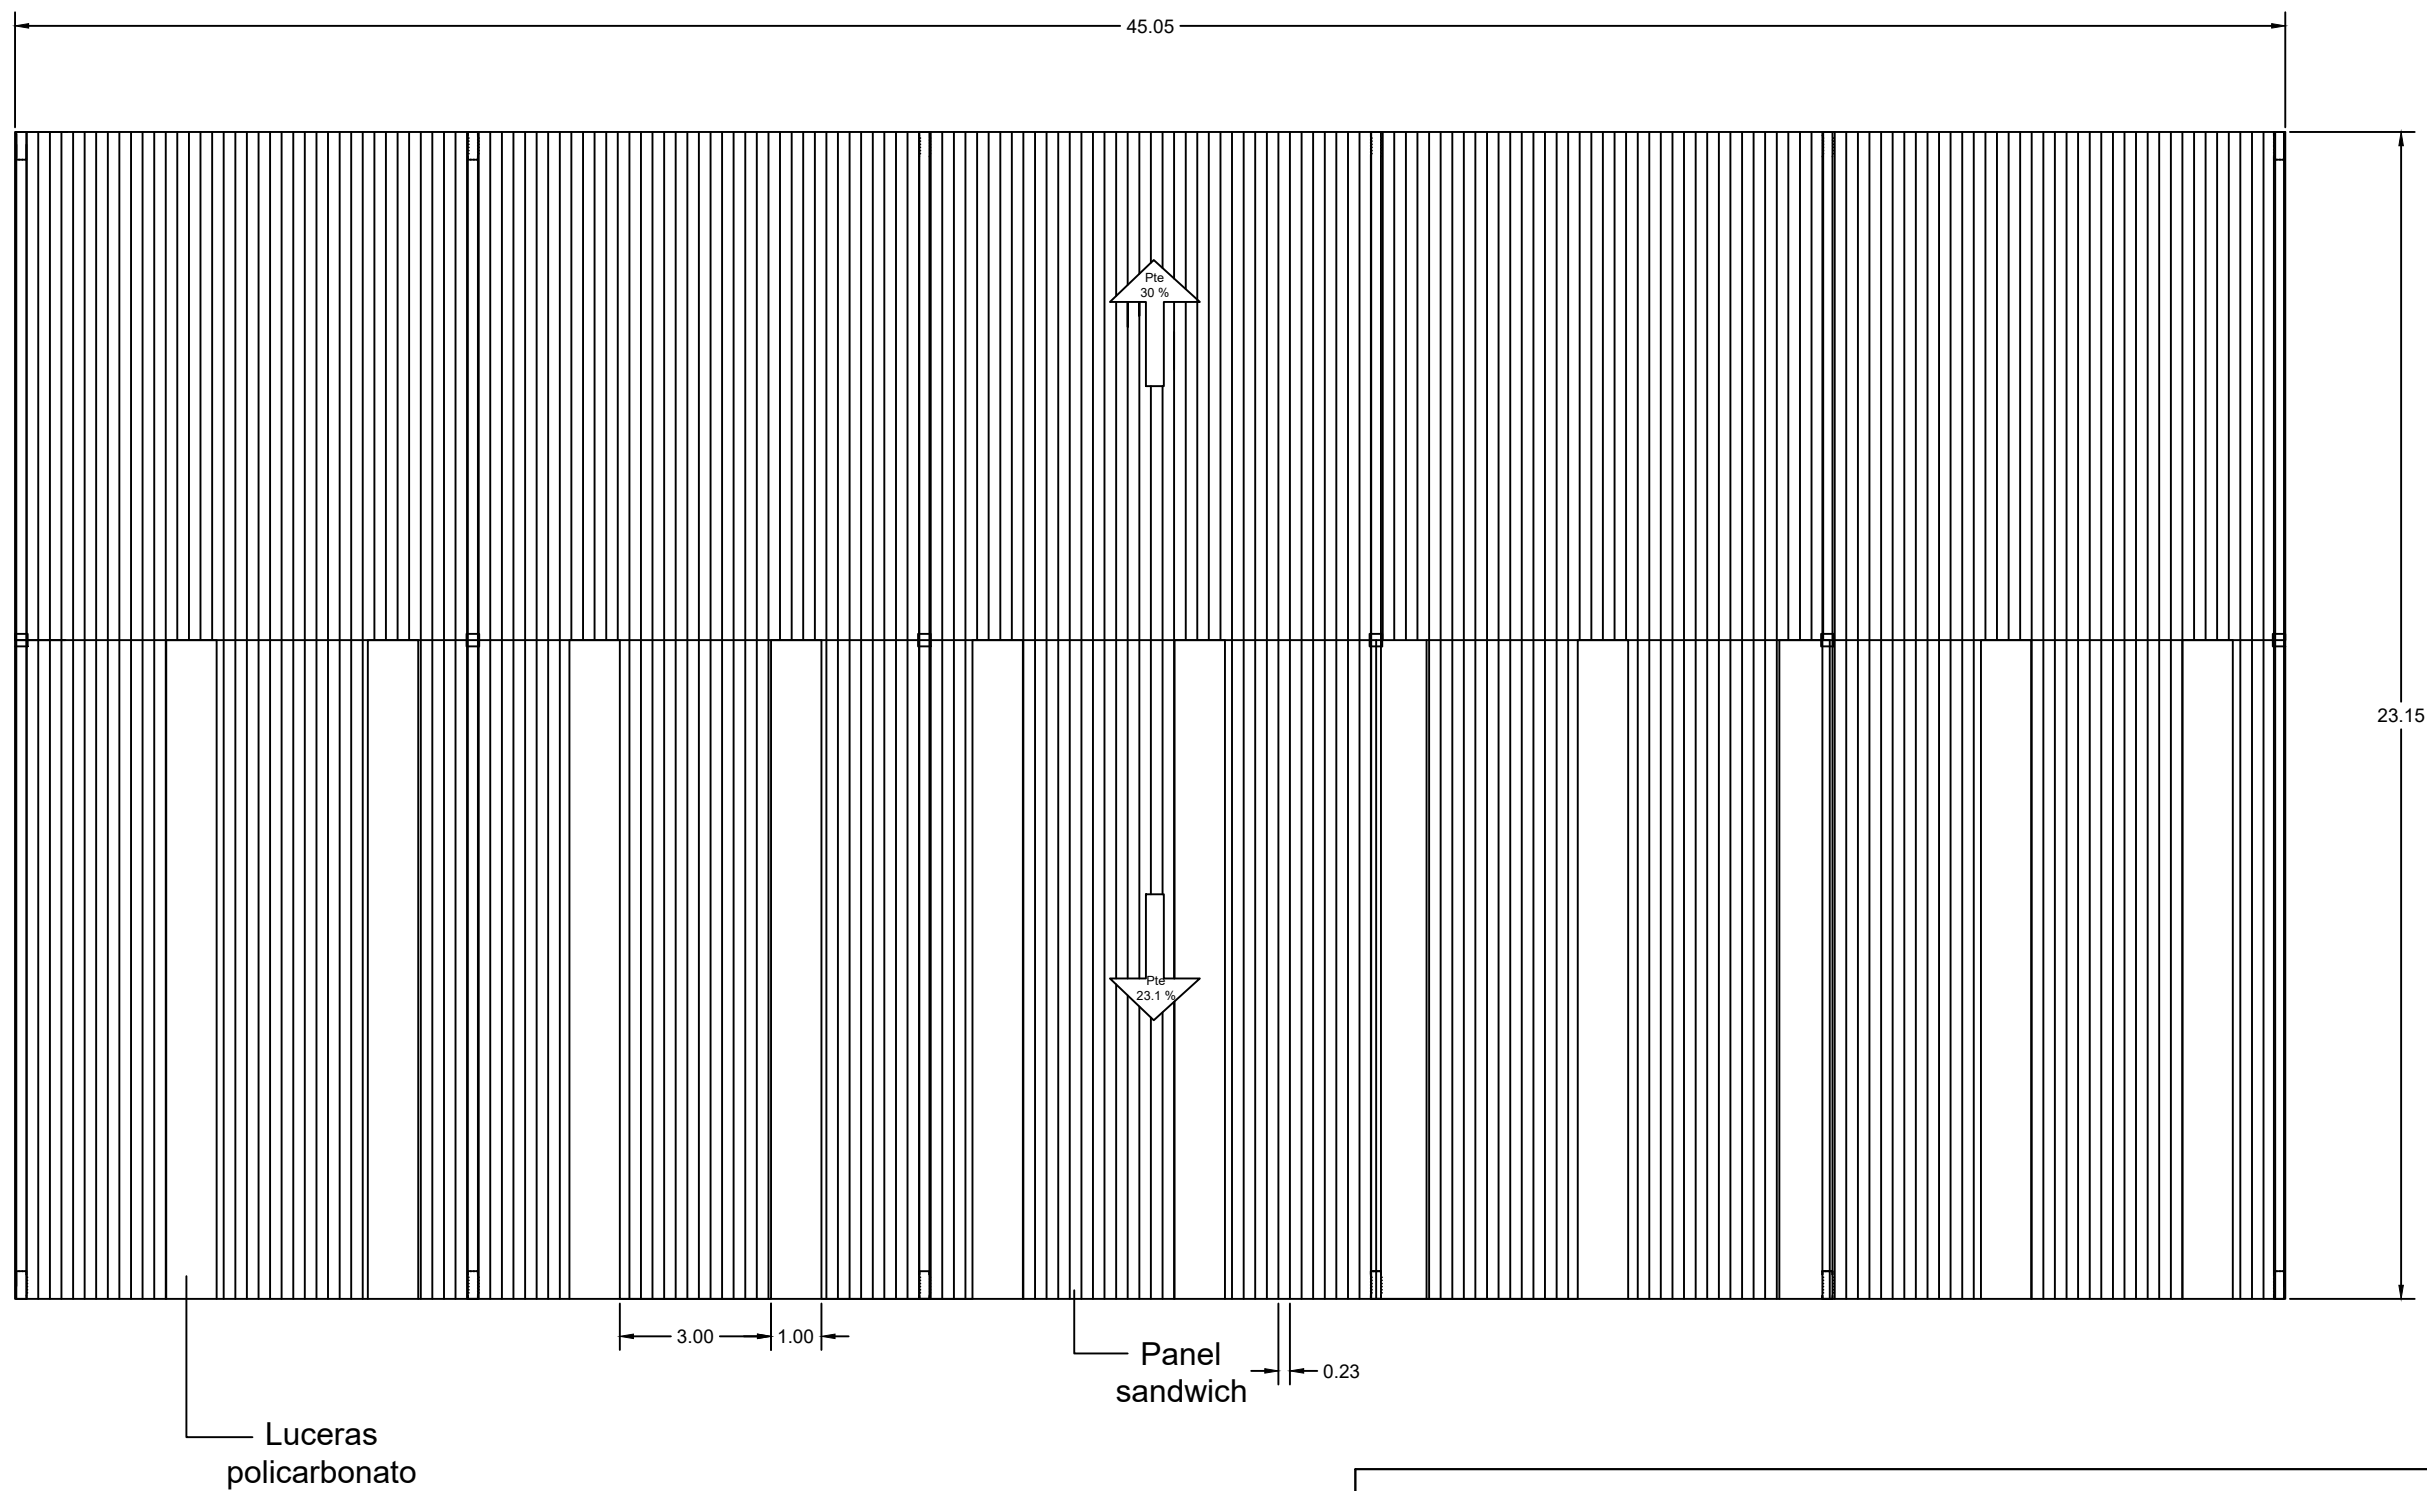 45.05
Pte
30 %
23.15
Pte
23.1 %
3.00
1.00
Panel
sandwich
0.23
Luceras
policarbonato